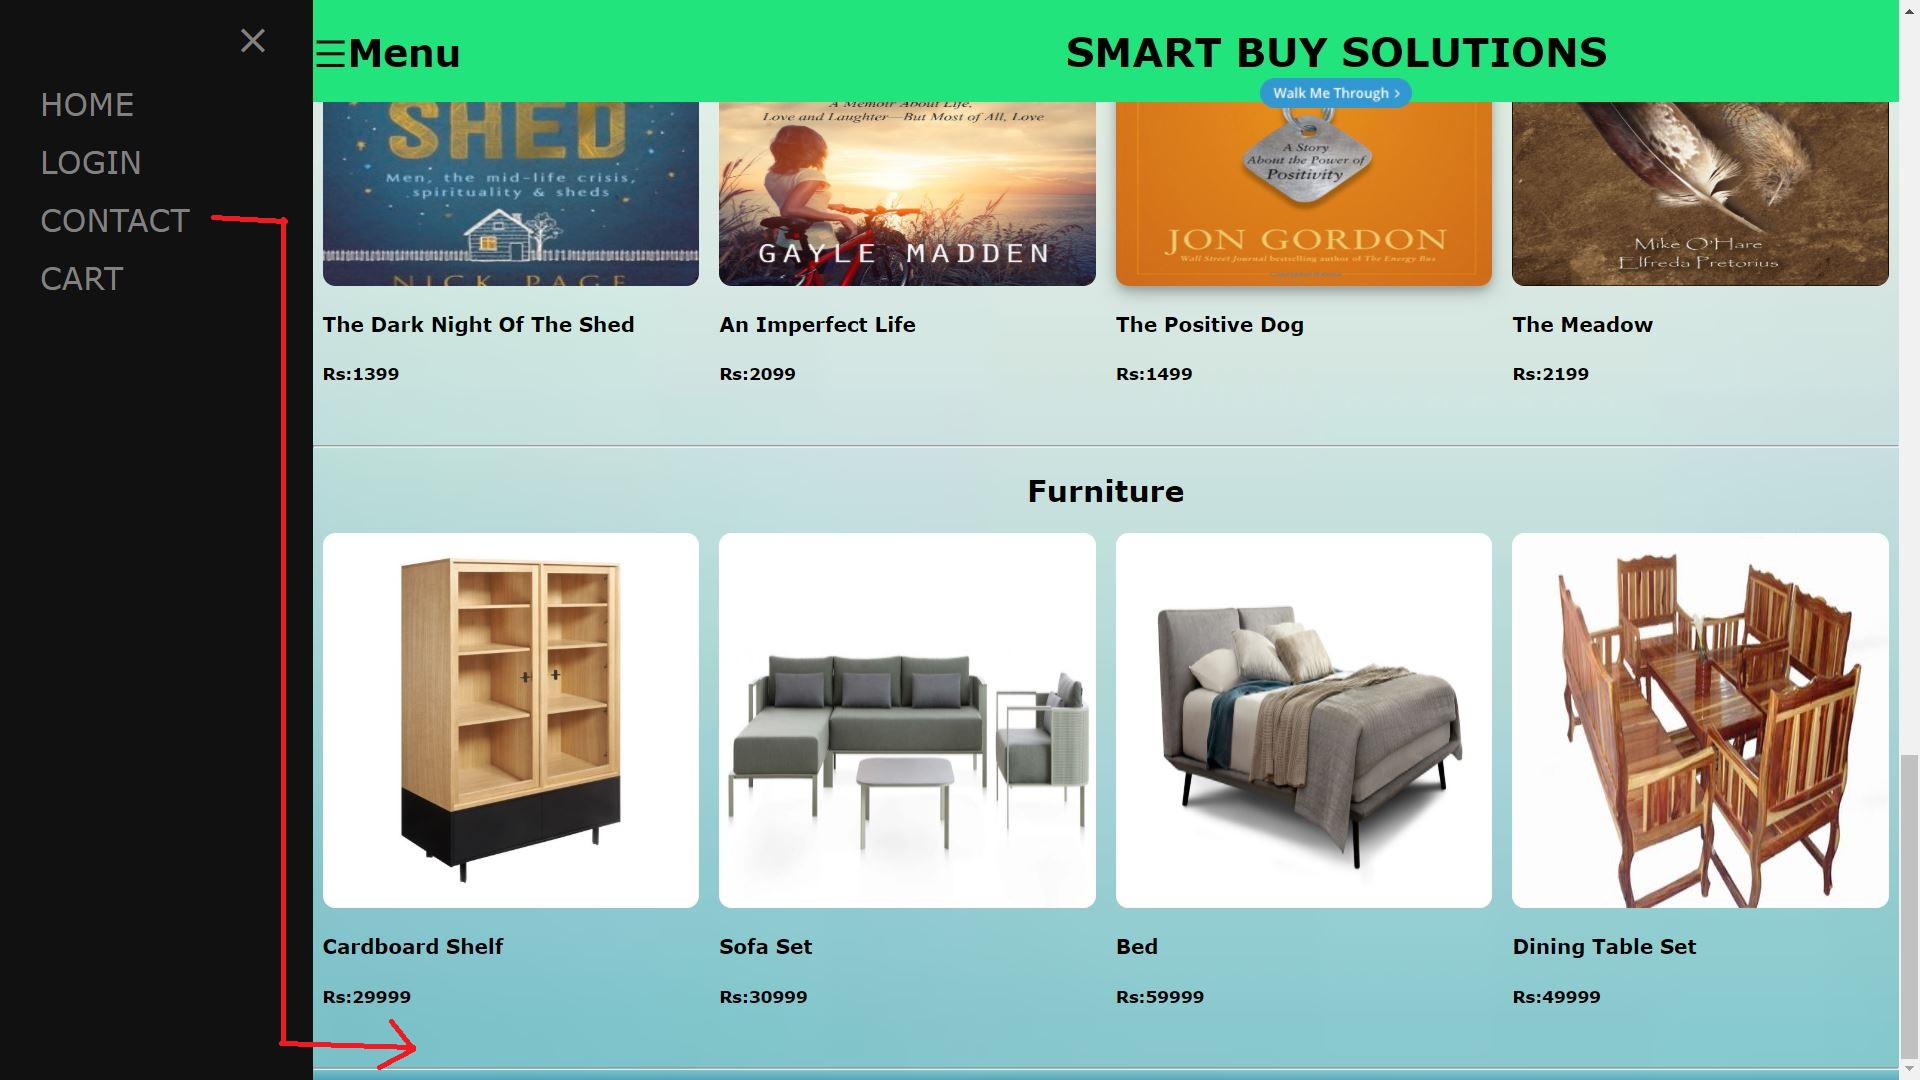 ×
HOME
LOGIN
CONTACT
CART
☰Menu
SMART BUY SOLUTIONS
Walk Me Through ›
SHED
Men, the mid-life crisis,
spirituality & sheds
NICK PAGE
A Memoir About Life,
Love and Laughter—But Most of All, Love
GAYLE MADDEN
A Story
About the Power of
Positivity
JON GORDON
Wall Street Journal bestselling author of The Energy Bus
Mike O'Hare
Elfreda Pretorius
The Dark Night Of The Shed
An Imperfect Life
The Positive Dog
The Meadow
Rs:1399
Rs:2099
Rs:1499
Rs:2199
Furniture
Cardboard Shelf
Sofa Set
Bed
Dining Table Set
Rs:29999
Rs:30999
Rs:59999
Rs:49999